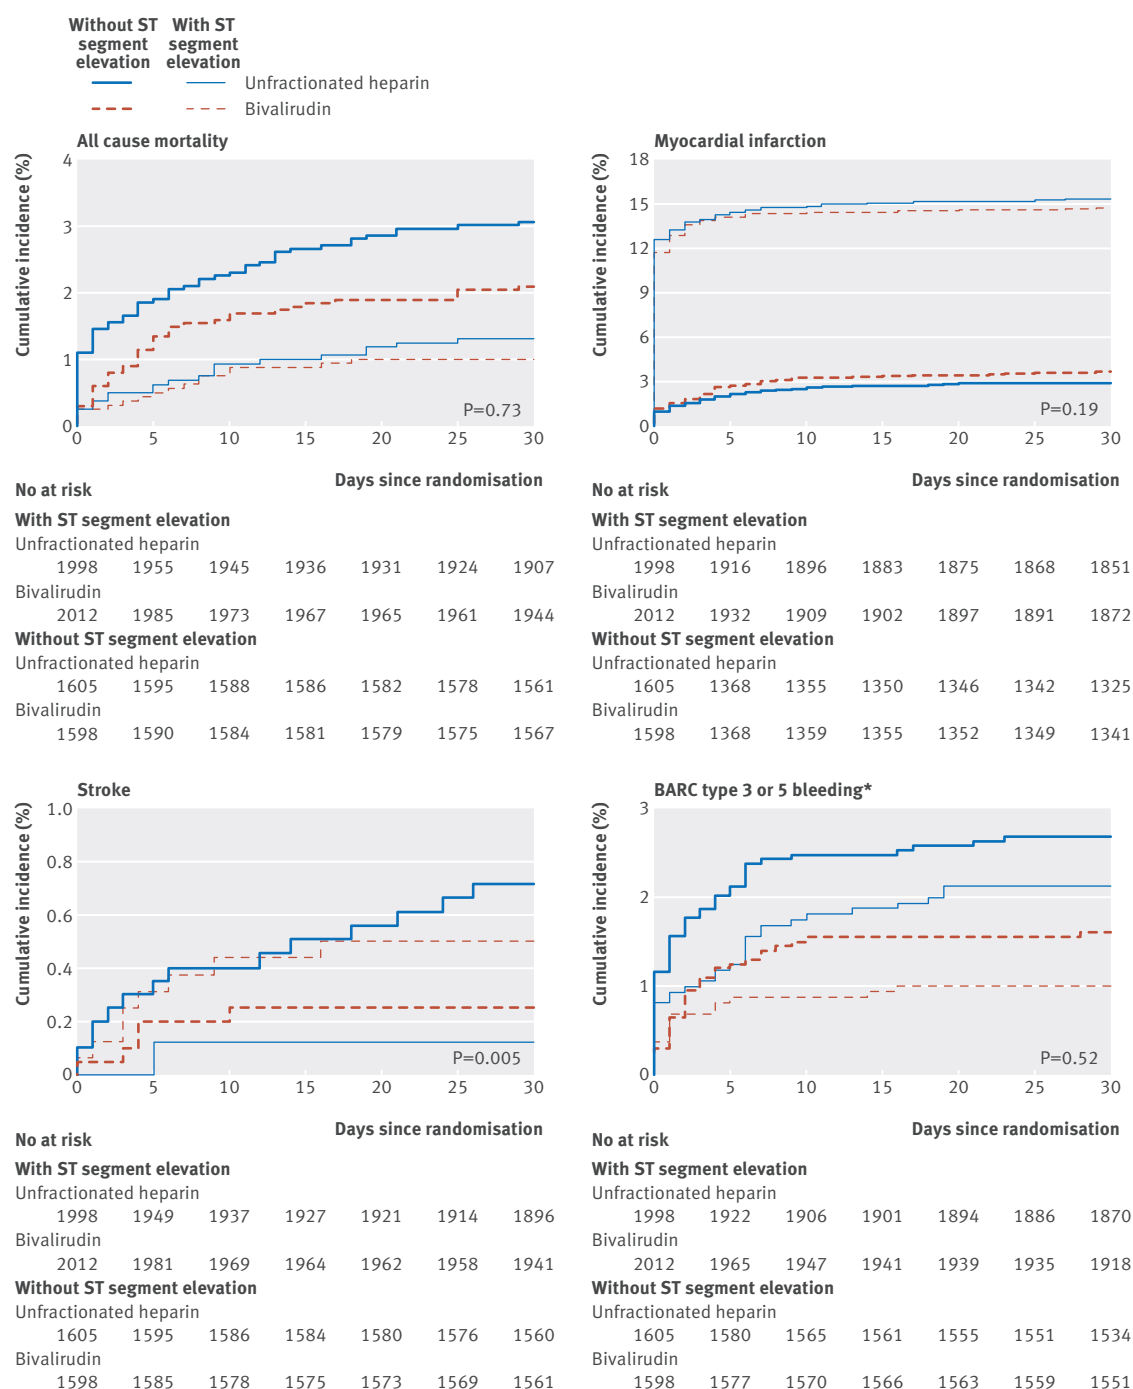 Without ST segment elevation
With ST segment elevation
Unfractionated heparin
Bivalirudin
All cause mortality
Cumulative incidence (%)
4
3
2
1
0
P=0.73
0 5 10 15 20 25 30
Days since randomisation
No at risk
With ST segment elevation
Unfractionated heparin
1998 1955 1945 1936 1931 1924 1907
Bivalirudin
2012 1985 1973 1967 1965 1961 1944
Without ST segment elevation
Unfractionated heparin
1605 1595 1588 1586 1582 1578 1561
Bivalirudin
1598 1590 1584 1581 1579 1575 1567
Myocardial infarction
Cumulative incidence (%)
18
15
12
9
6
3
0
P=0.19
0 5 10 15 20 25 30
Days since randomisation
No at risk
With ST segment elevation
Unfractionated heparin
1998 1916 1896 1883 1875 1868 1851
Bivalirudin
2012 1932 1909 1902 1897 1891 1872
Without ST segment elevation
Unfractionated heparin
1605 1368 1355 1350 1346 1342 1325
Bivalirudin
1598 1368 1359 1355 1352 1349 1341
Stroke
Cumulative incidence (%)
1.0
0.8
0.6
0.4
0.2
0
P=0.005
0 5 10 15 20 25 30
Days since randomisation
No at risk
With ST segment elevation
Unfractionated heparin
1998 1949 1937 1927 1921 1914 1896
Bivalirudin
2012 1981 1969 1964 1962 1958 1941
Without ST segment elevation
Unfractionated heparin
1605 1595 1586 1584 1580 1576 1560
Bivalirudin
1598 1585 1578 1575 1573 1569 1561
BARC type 3 or 5 bleeding*
Cumulative incidence (%)
3
2
1
0
P=0.52
0 5 10 15 20 25 30
Days since randomisation
No at risk
With ST segment elevation
Unfractionated heparin
1998 1922 1906 1901 1894 1886 1870
Bivalirudin
2012 1965 1947 1941 1939 1935 1918
Without ST segment elevation
Unfractionated heparin
1605 1580 1565 1561 1555 1551 1534
Bivalirudin
1598 1577 1570 1566 1563 1559 1551